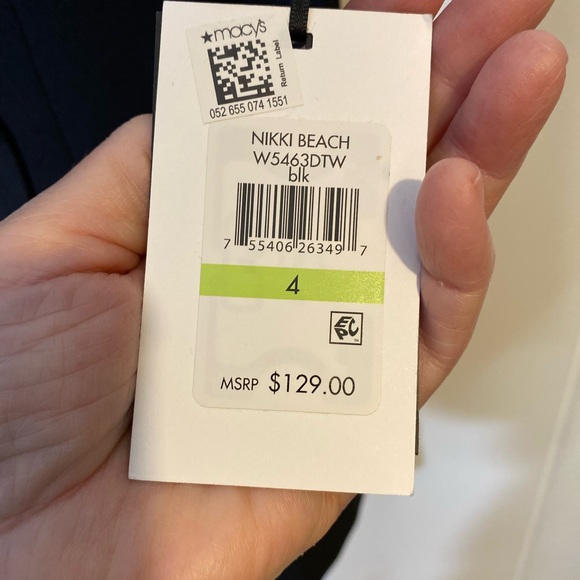 ★macy's
Return Label
052 655 074 1551
NIKKI BEACH
W5463DTW
blk
7 55406 26349 7
4
EPC™
MSRP $129.00